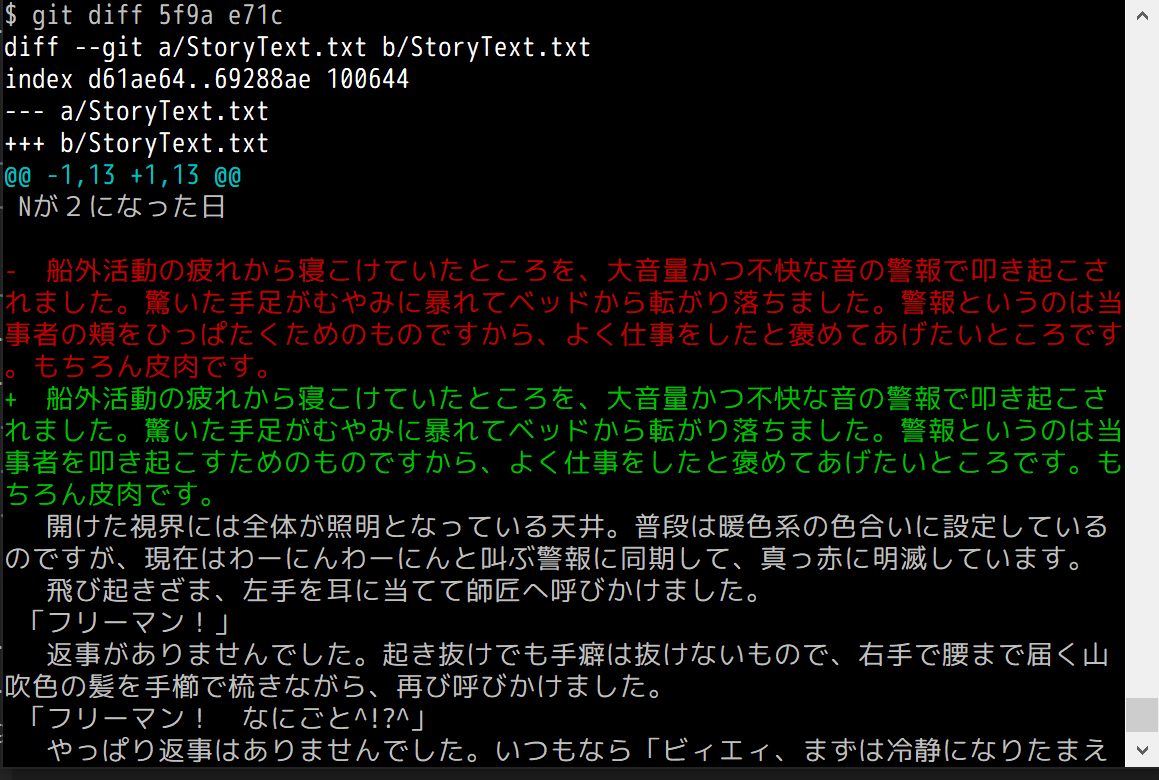 $ git diff 5f9a e71c
diff --git a/StoryText.txt b/StoryText.txt
index d61ae64..69288ae 100644
--- a/StoryText.txt
+++ b/StoryText.txt
@@ -1,13 +1,13 @@
 Nが２になった日
-　船外活動の疲れから寝こけていたところを、大音量かつ不快な音の警報で叩き起こさ
れました。驚いた手足がむやみに暴れてベッドから転がり落ちました。警報というのは当
事者の頬をひっぱたくためのものですから、よく仕事をしたと褒めてあげたいところです
。もちろん皮肉です。
+　船外活動の疲れから寝こけていたところを、大音量かつ不快な音の警報で叩き起こさ
れました。驚いた手足がむやみに暴れてベッドから転がり落ちました。警報というのは当
事者を叩き起こすためのものですから、よく仕事をしたと褒めてあげたいところです。も
ちろん皮肉です。
 　開けた視界には全体が照明となっている天井。普段は暖色系の色合いに設定している
のですが、現在はわーにんわーにんと叫ぶ警報に同期して、真っ赤に明滅しています。
 　飛び起きざま、左手を耳に当てて師匠へ呼びかけました。
 「フリーマン！」
 　返事がありませんでした。起き抜けでも手癖は抜けないもので、右手で腰まで届く山
吹色の髪を手櫛で梳きながら、再び呼びかけました。
 「フリーマン！　なにごと^!?^」
 　やっぱり返事はありませんでした。いつもなら「ビィエィ、まずは冷静になりたまえ